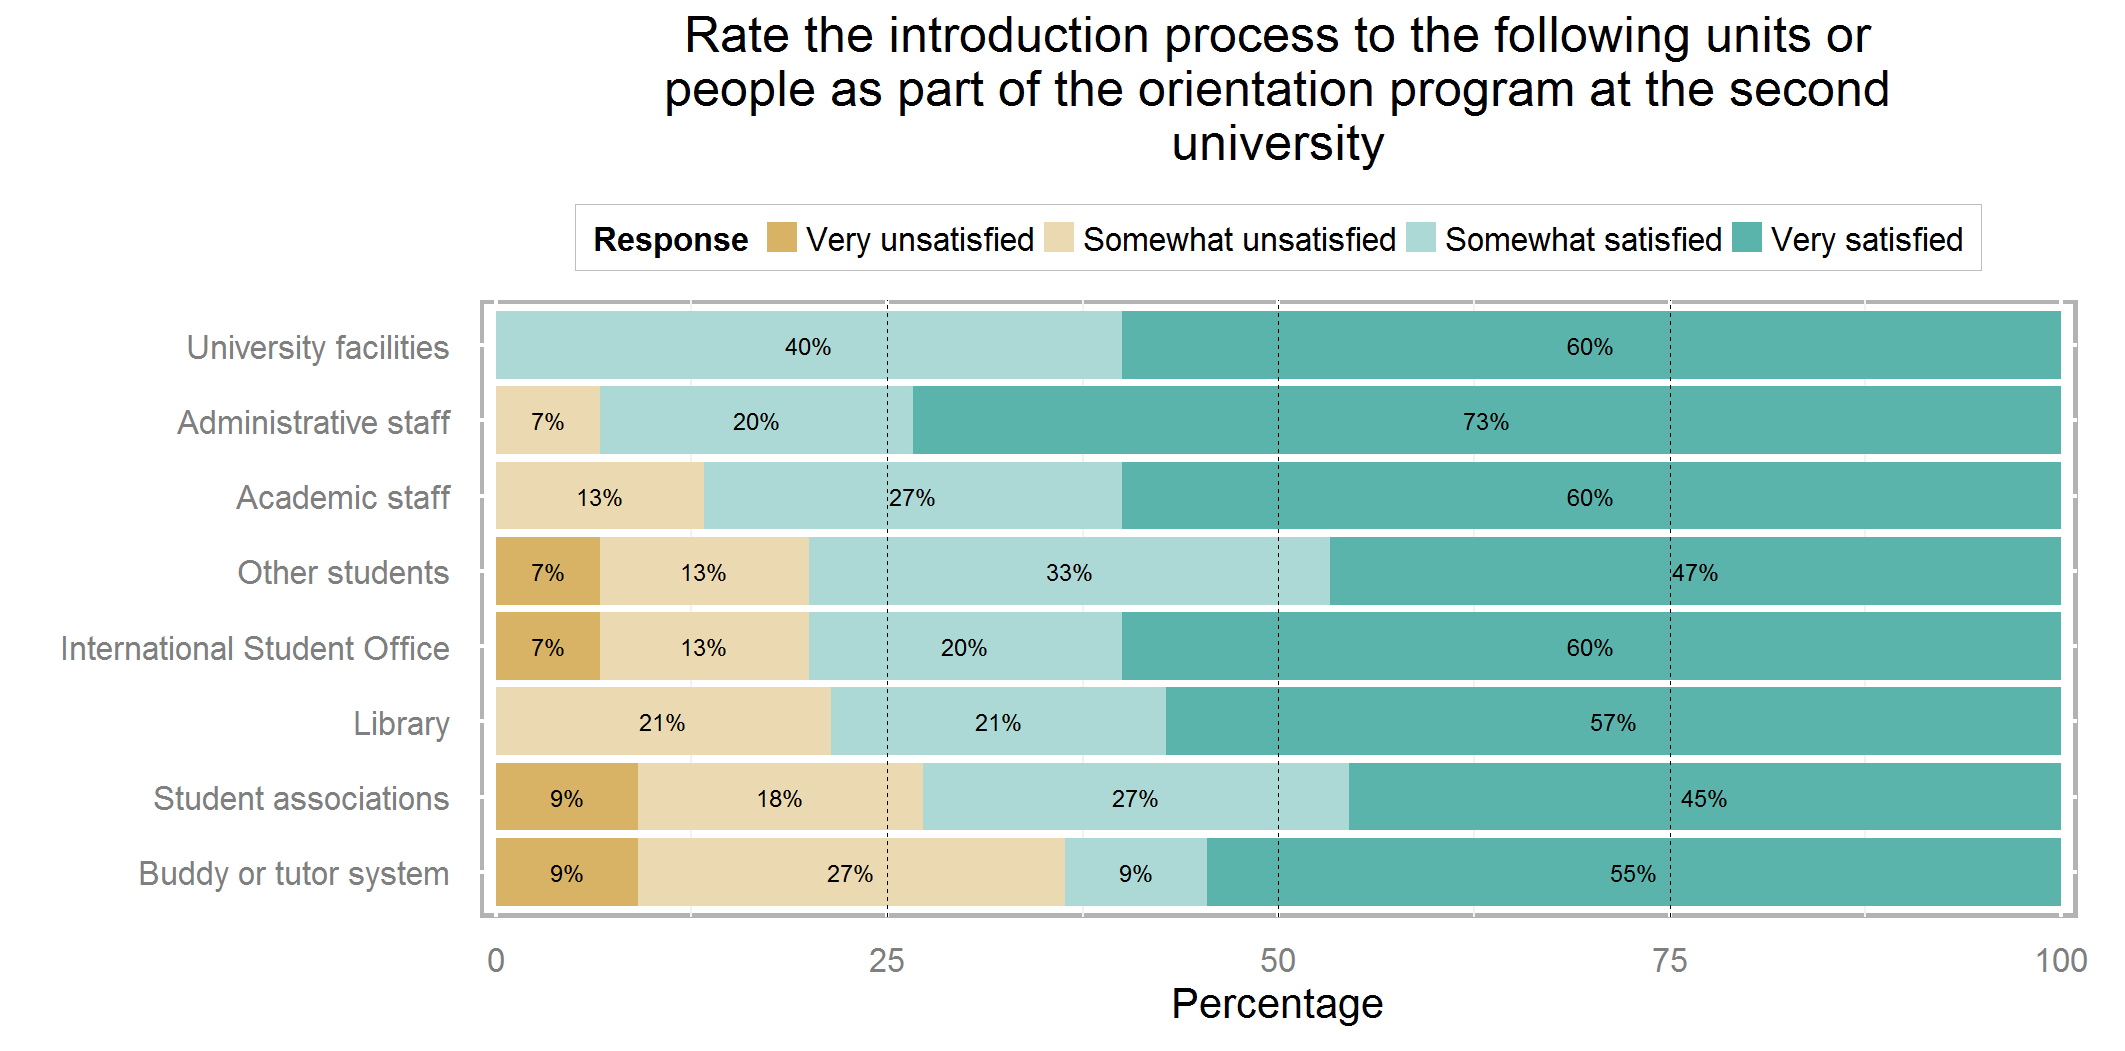 Rate the introduction process to the following units or
people as part of the orientation program at the second
university
Response Very unsatisfied Somewhat unsatisfied Somewhat satisfied Very satisfied
University facilities 40% 60%
Administrative staff 7% 20% 73%
Academic staff 13% 27% 60%
Other students 7% 13% 33% 47%
International Student Office 7% 13% 20% 60%
Library 21% 21% 57%
Student associations 9% 18% 27% 45%
Buddy or tutor system 9% 27% 9% 55%
0 25 50 75 100
Percentage